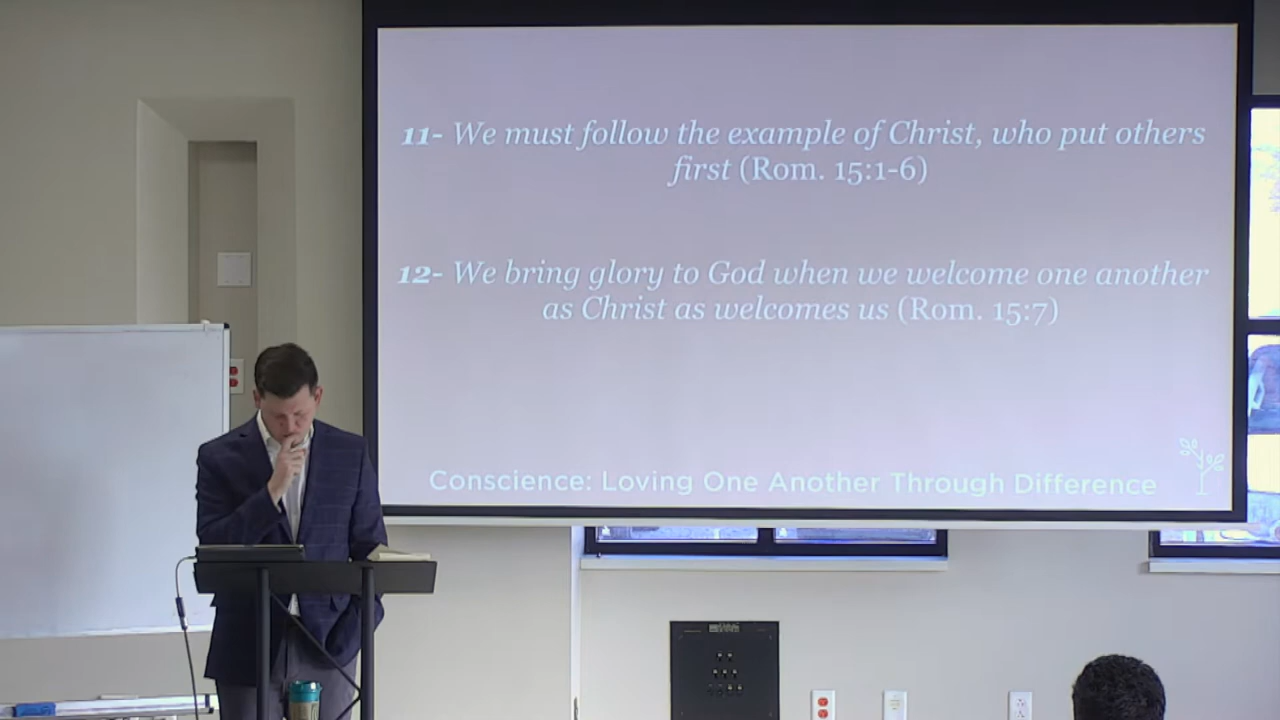 11- We must follow the example of Christ, who put others
first (Rom. 15:1-6)
12- We bring glory to God when we welcome one another
as Christ as welcomes us (Rom. 15:7)
Conscience: Loving One Another Through Difference